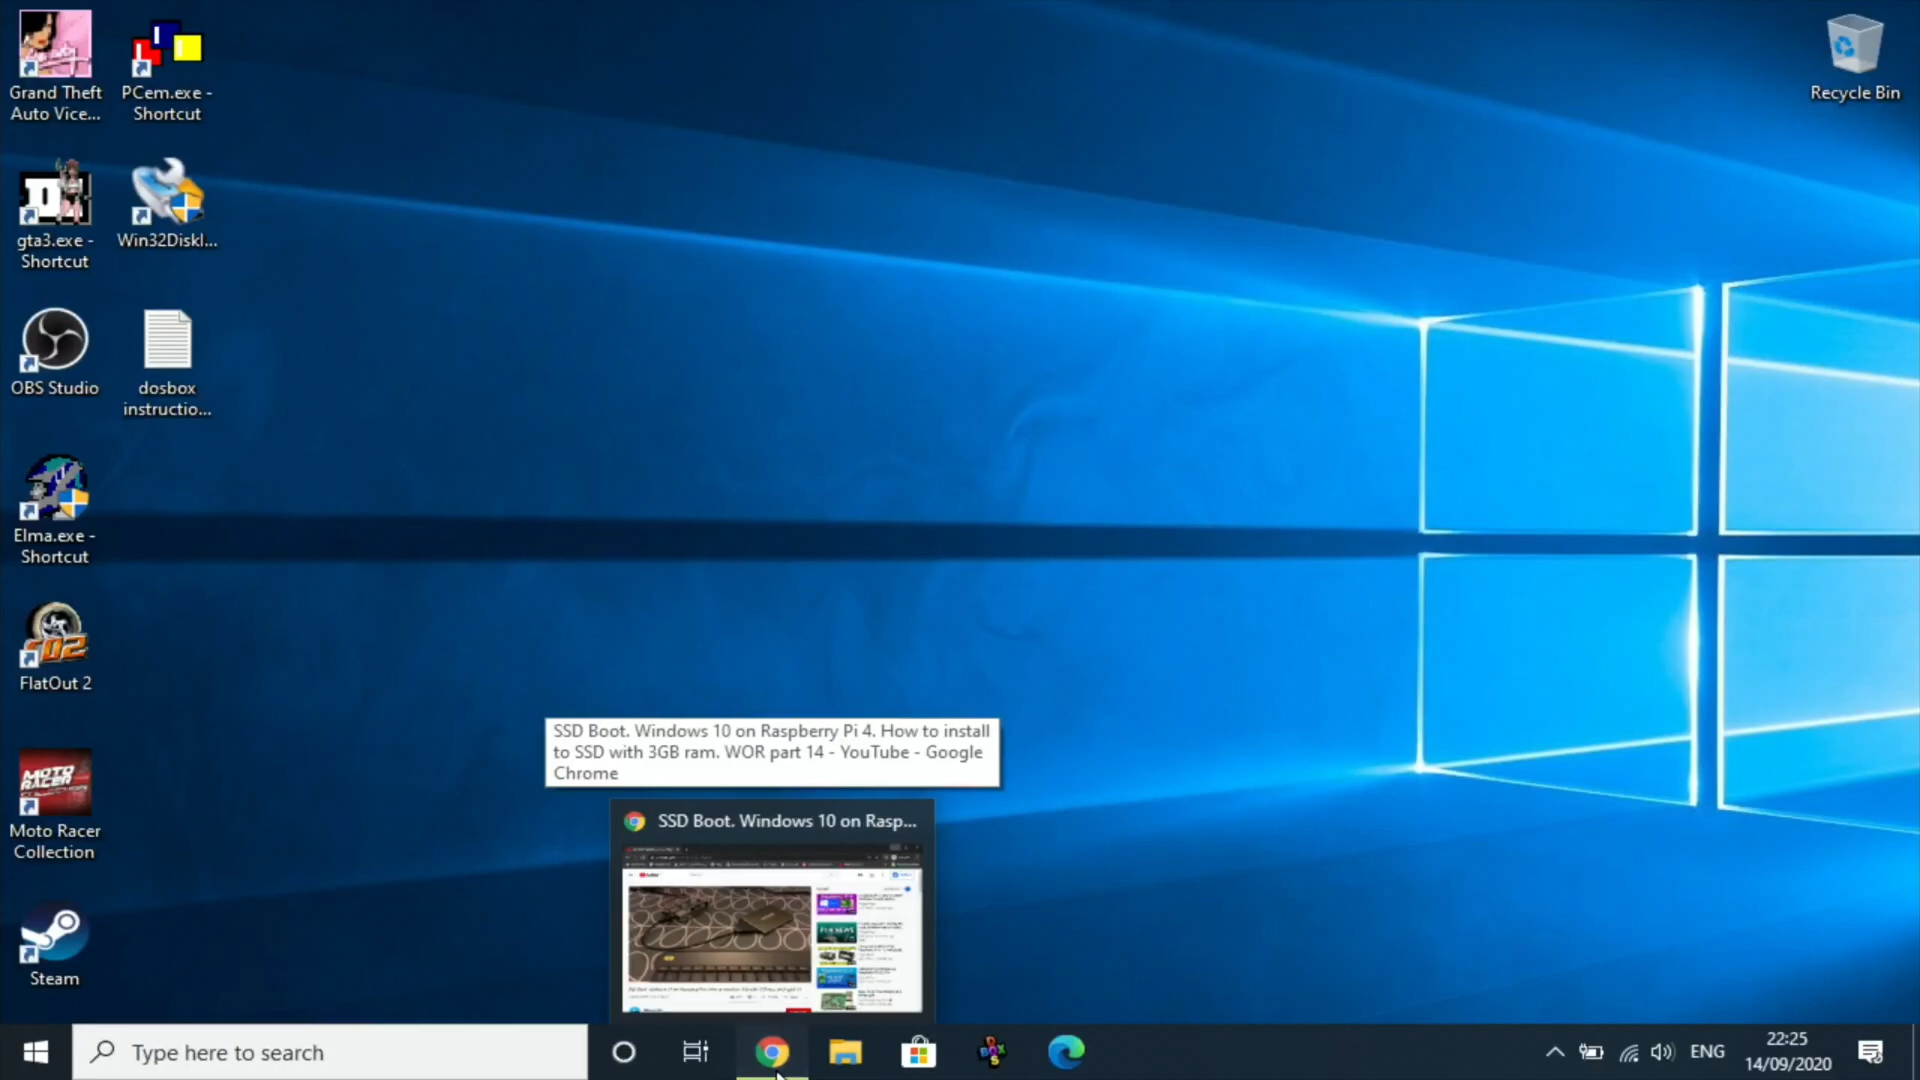 Grand Theft
Auto Vice...
PCem.exe -
Shortcut
Recycle Bin
gta3.exe -
Shortcut
Win32DiskI...
OBS Studio
dosbox
instructio...
Elma.exe -
Shortcut
FlatOut 2
SSD Boot. Windows 10 on Raspberry Pi 4. How to install
to SSD with 3GB ram. WOR part 14 - YouTube - Google
Chrome
SSD Boot. Windows 10 on Rasp...
MOTO
RACER
Moto Racer
Collection
Steam
Type here to search
ENG
22:25
14/09/2020